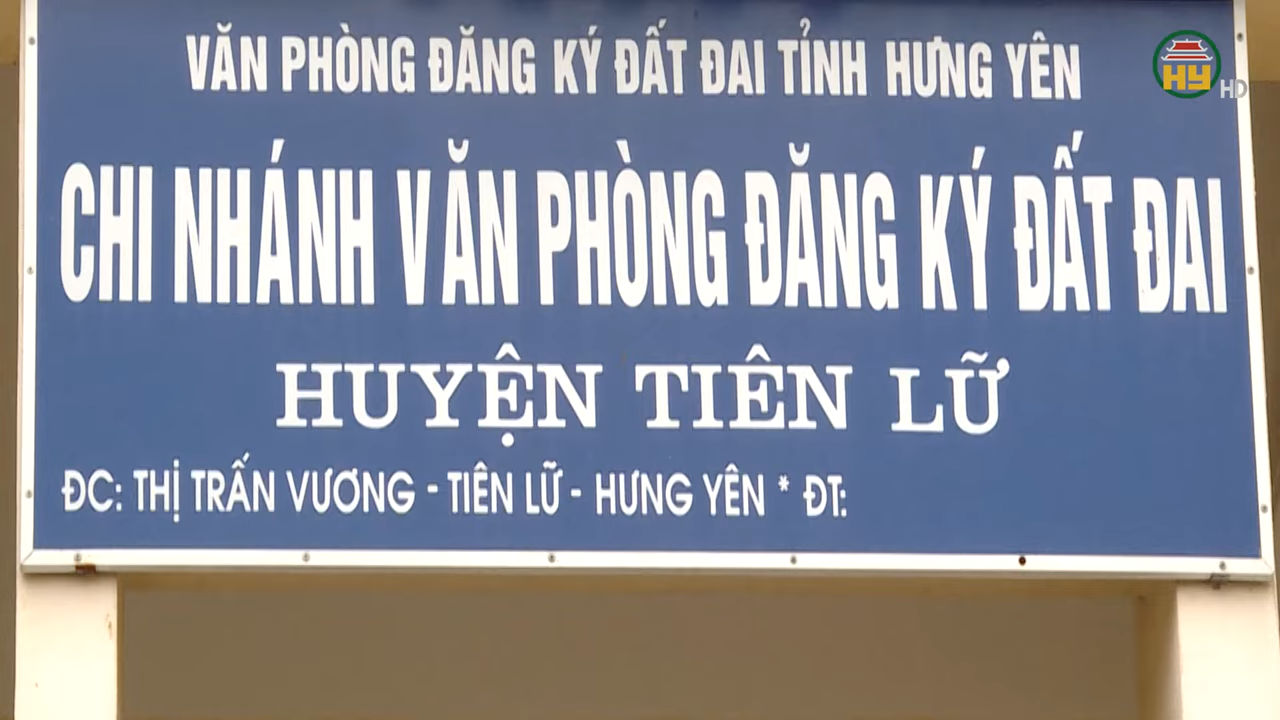 VĂN PHÒNG ĐĂNG KÝ ĐẤT ĐAI TỈNH HƯNG YÊN
HY HD
CHI NHÁNH VĂN PHÒNG ĐĂNG KÝ ĐẤT ĐAI
HUYỆN TIÊN LỮ
ĐC: THỊ TRẤN VƯƠNG - TIÊN LỮ - HƯNG YÊN * ĐT: